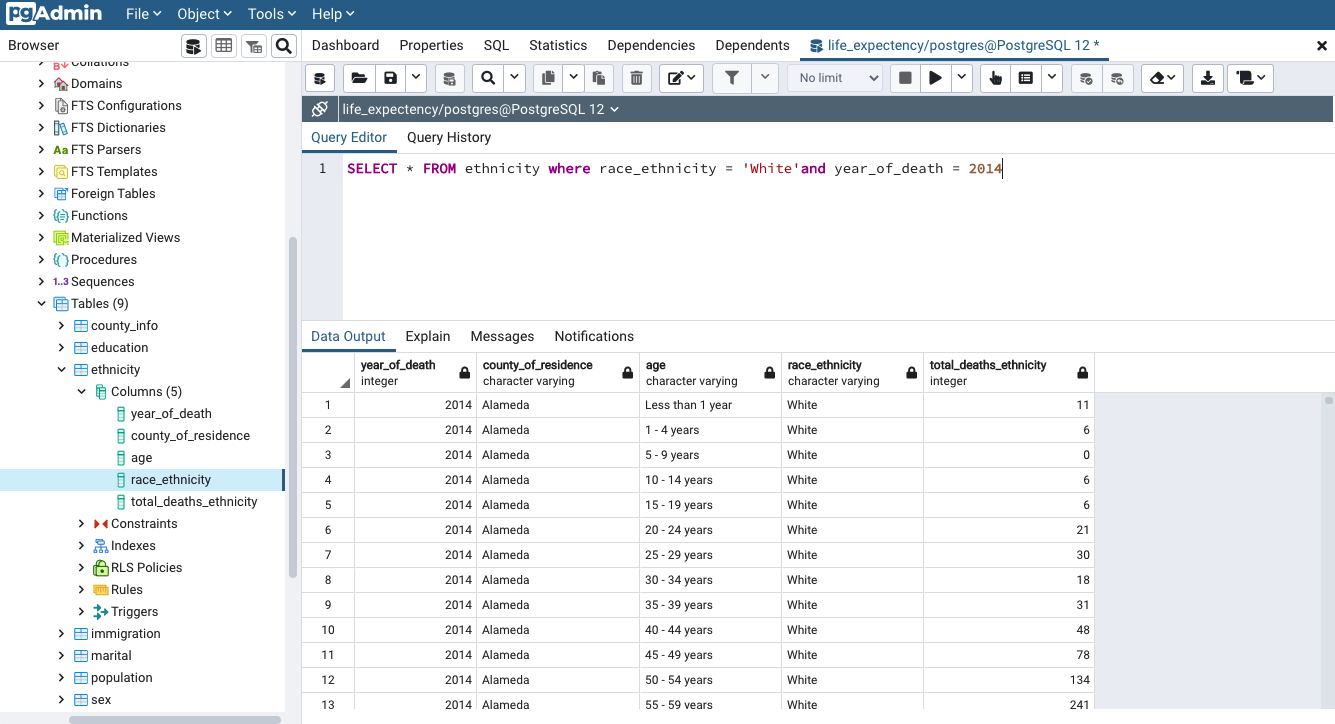 pgAdmin File Object Tools Help
Browser
Dashboard Properties SQL Statistics Dependencies Dependents life_expectency/postgres@PostgreSQL 12 *
No limit
life_expectency/postgres@PostgreSQL 12
Query Editor Query History
1 SELECT * FROM ethnicity where race_ethnicity = 'White'and year_of_death = 2014
Collations
Domains
FTS Configurations
FTS Dictionaries
Aa FTS Parsers
FTS Templates
Foreign Tables
Functions
Materialized Views
Procedures
1..3 Sequences
Tables (9)
county_info
education
ethnicity
Columns (5)
year_of_death
county_of_residence
age
race_ethnicity
total_deaths_ethnicity
Constraints
Indexes
RLS Policies
Rules
Triggers
immigration
marital
population
sex
Data Output Explain Messages Notifications
year_of_death county_of_residence age race_ethnicity total_deaths_ethnicity
integer character varying character varying character varying integer
1 2014 Alameda Less than 1 year White 11
2 2014 Alameda 1 - 4 years White 6
3 2014 Alameda 5 - 9 years White 0
4 2014 Alameda 10 - 14 years White 6
5 2014 Alameda 15 - 19 years White 6
6 2014 Alameda 20 - 24 years White 21
7 2014 Alameda 25 - 29 years White 30
8 2014 Alameda 30 - 34 years White 18
9 2014 Alameda 35 - 39 years White 31
10 2014 Alameda 40 - 44 years White 48
11 2014 Alameda 45 - 49 years White 78
12 2014 Alameda 50 - 54 years White 134
13 2014 Alameda 55 - 59 years White 241